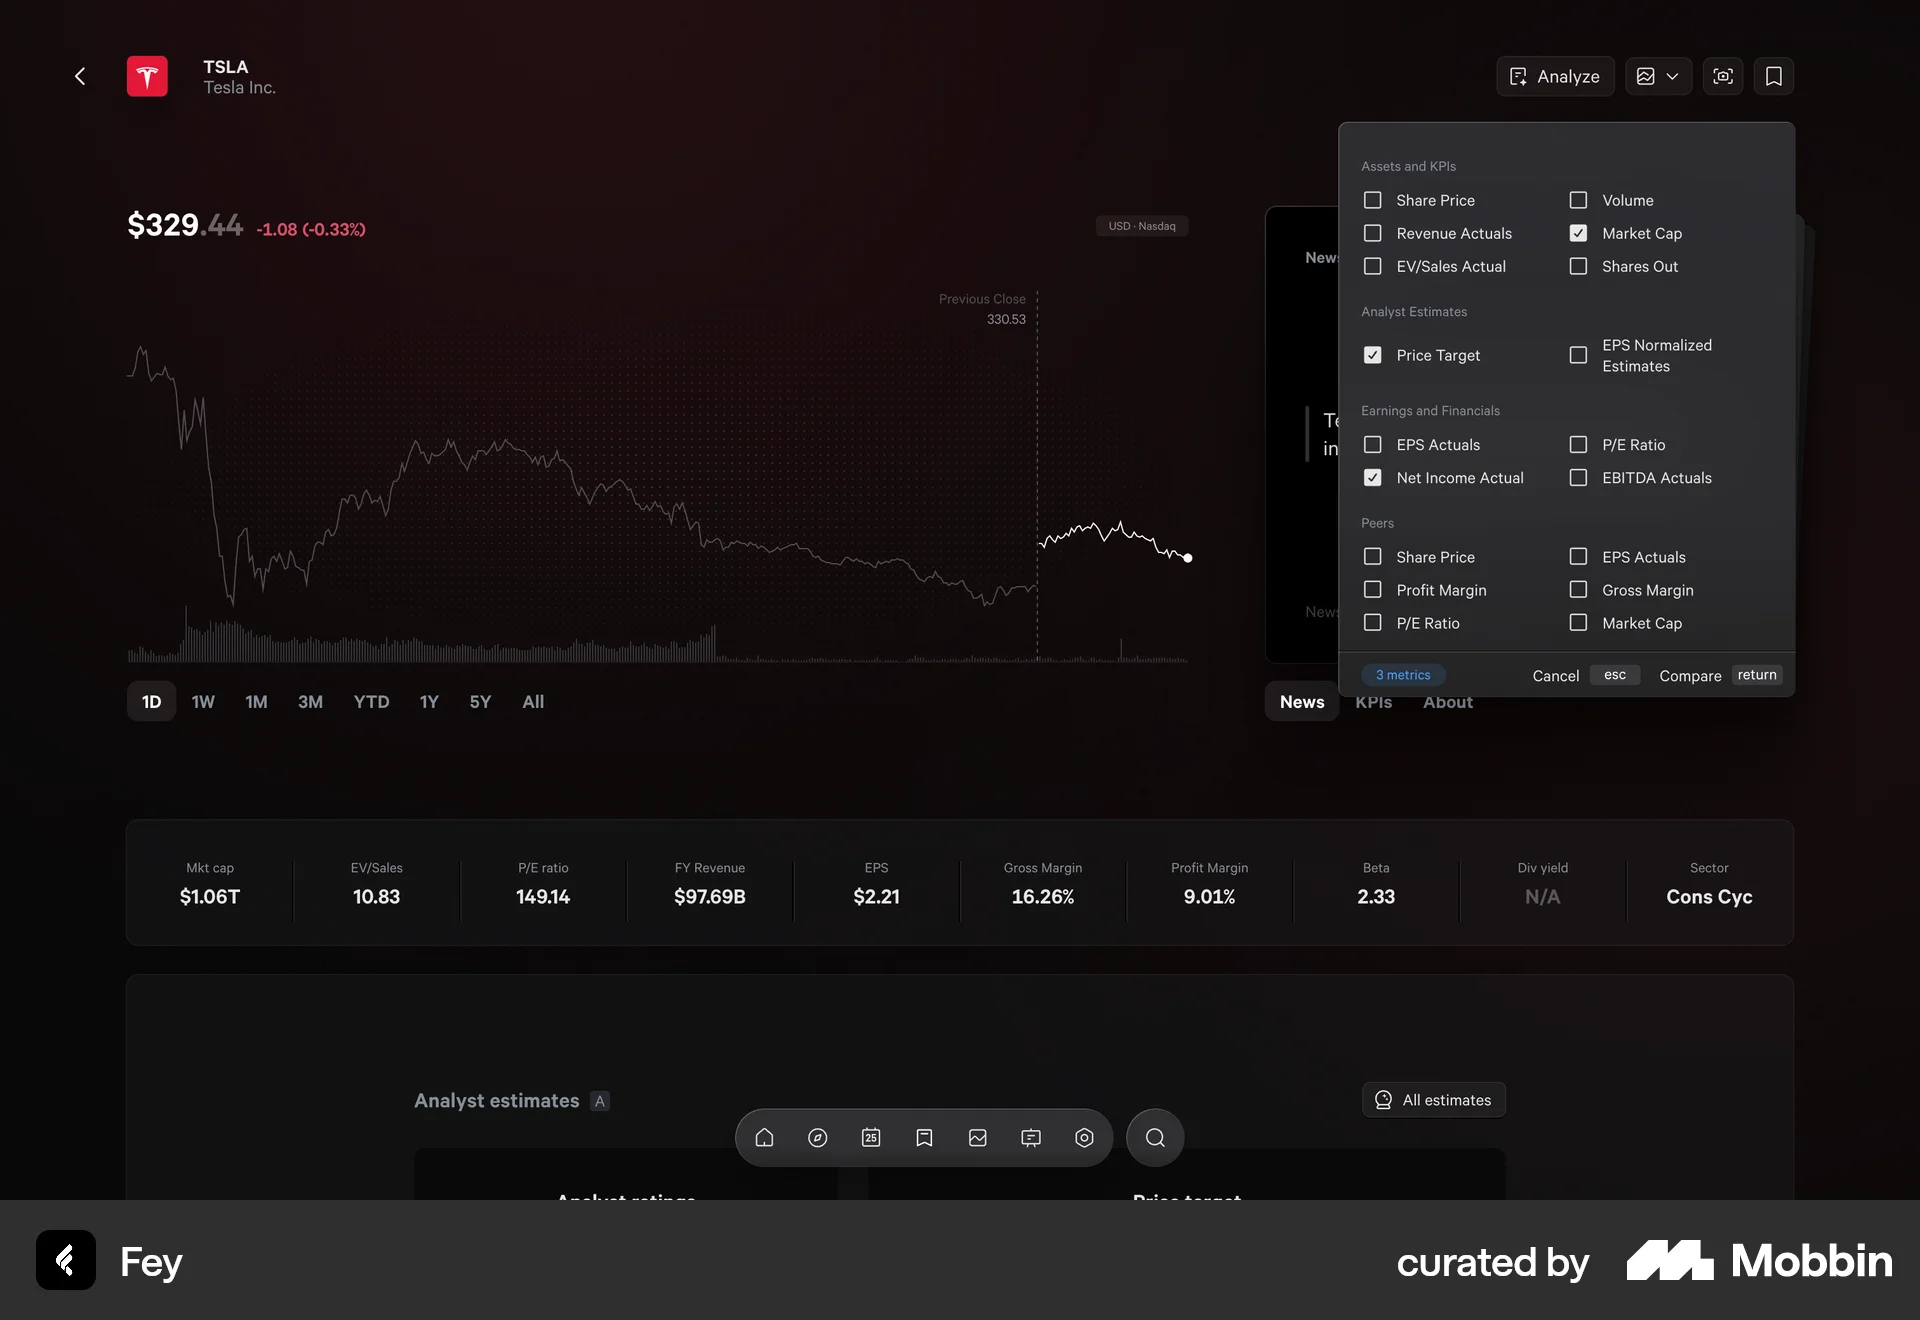 TSLA
Tesla Inc.
Analyze
$329.44 -1.08 (-0.33%)
USD · Nasdaq
Previous Close
330.53
1D 1W 1M 3M YTD 1Y 5Y All
News
Assets and KPIs
Share Price
Volume
Revenue Actuals
Market Cap
EV/Sales Actual
Shares Out
Analyst Estimates
Price Target
EPS Normalized
Estimates
Earnings and Financials
EPS Actuals
P/E Ratio
Net Income Actual
EBITDA Actuals
Peers
Share Price
EPS Actuals
Profit Margin
Gross Margin
P/E Ratio
Market Cap
3 metrics
Cancel esc
Compare return
in
News
News KPIs About
Mkt cap
$1.06T
EV/Sales
10.83
P/E ratio
149.14
FY Revenue
$97.69B
EPS
$2.21
Gross Margin
16.26%
Profit Margin
9.01%
Beta
2.33
Div yield
N/A
Sector
Cons Cyc
Analyst estimates A
All estimates
25
Analyst ratings
Price target
Fey
curated by Mobbin